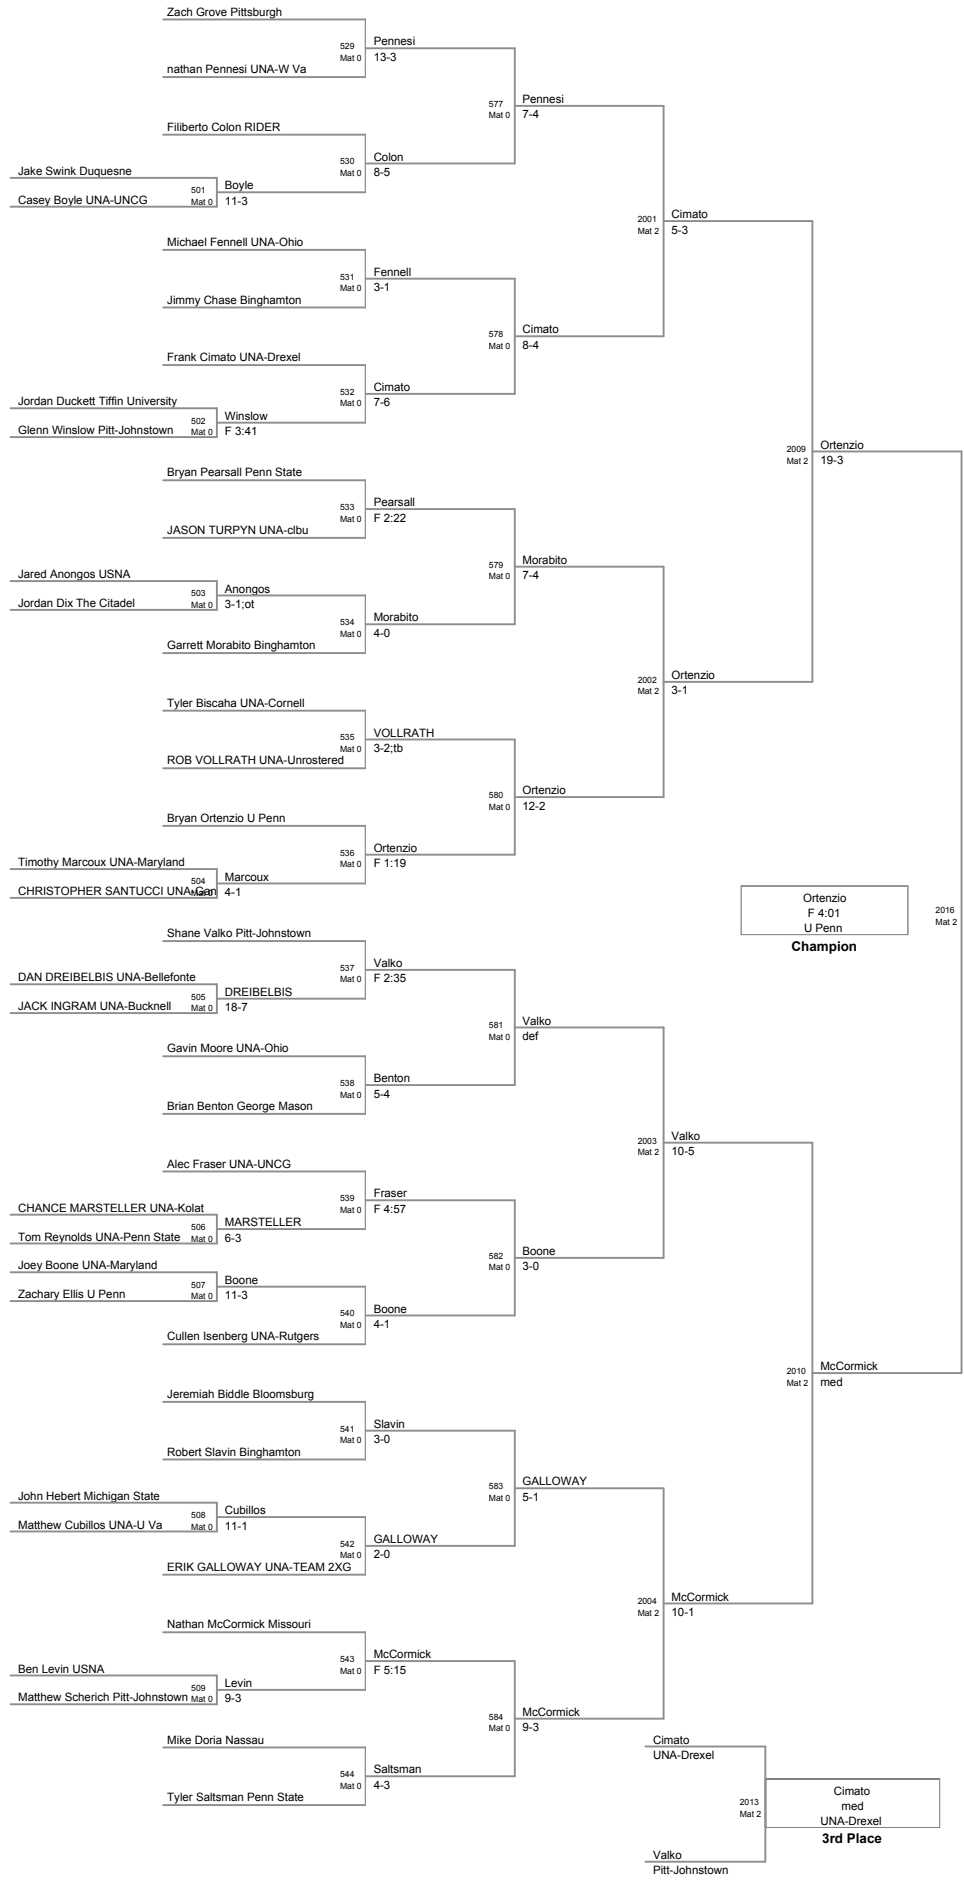 Zach Grove Pittsburgh
529 Pennesi
Mat 0 13-3
nathan Pennesi UNA-W Va
577 Pennesi
Mat 0 7-4
Filiberto Colon RIDER
530 Colon
Mat 0 8-5
Jake Swink Duquesne
501 Boyle
Casey Boyle UNA-UNCG Mat 0 11-3
2001 Cimato
Mat 2 5-3
Michael Fennell UNA-Ohio
531 Fennell
Mat 0 3-1
Jimmy Chase Binghamton
578 Cimato
Mat 0 8-4
Frank Cimato UNA-Drexel
532 Cimato
Mat 0 7-6
Jordan Duckett Tiffin University
502 Winslow
Glenn Winslow Pitt-Johnstown Mat 0 F 3:41
2009 Ortenzio
Mat 2 19-3
Bryan Pearsall Penn State
533 Pearsall
Mat 0 F 2:22
JASON TURPYN UNA-clbu
579 Morabito
Mat 0 7-4
Jared Anongos USNA
503 Anongos
Jordan Dix The Citadel Mat 0 3-1;ot
534 Morabito
Mat 0 4-0
Garrett Morabito Binghamton
2002 Ortenzio
Mat 2 3-1
Tyler Biscaha UNA-Cornell
535 VOLLRATH
Mat 0 3-2;tb
ROB VOLLRATH UNA-Unrostered
580 Ortenzio
Mat 0 12-2
Bryan Ortenzio U Penn
536 Ortenzio
Mat 0 F 1:19
Timothy Marcoux UNA-Maryland
504 Marcoux
CHRISTOPHER SANTUCCI UNA-Gan Mat 0 4-1
Ortenzio
F 4:01
U Penn
Champion
2016
Mat 2
Shane Valko Pitt-Johnstown
537 Valko
Mat 0 F 2:35
DAN DREIBELBIS UNA-Bellefonte
505 DREIBELBIS
JACK INGRAM UNA-Bucknell Mat 0 18-7
581 Valko
Mat 0 def
Gavin Moore UNA-Ohio
538 Benton
Mat 0 5-4
Brian Benton George Mason
2003 Valko
Mat 2 10-5
Alec Fraser UNA-UNCG
539 Fraser
Mat 0 F 4:57
CHANCE MARSTELLER UNA-Kolat
506 MARSTELLER
Tom Reynolds UNA-Penn State Mat 0 6-3
582 Boone
Mat 0 3-0
Joey Boone UNA-Maryland
507 Boone
Zachary Ellis U Penn Mat 0 11-3
540 Boone
Mat 0 4-1
Cullen Isenberg UNA-Rutgers
2010 McCormick
Mat 2 med
Jeremiah Biddle Bloomsburg
541 Slavin
Mat 0 3-0
Robert Slavin Binghamton
583 GALLOWAY
Mat 0 5-1
John Hebert Michigan State
508 Cubillos
Matthew Cubillos UNA-U Va Mat 0 11-1
542 GALLOWAY
Mat 0 2-0
ERIK GALLOWAY UNA-TEAM 2XG
2004 McCormick
Mat 2 10-1
Nathan McCormick Missouri
543 McCormick
Mat 0 F 5:15
Ben Levin USNA
509 Levin
Matthew Scherich Pitt-Johnstown Mat 0 9-3
584 McCormick
Mat 0 9-3
Mike Doria Nassau
544 Saltsman
Mat 0 4-3
Tyler Saltsman Penn State
Cimato
UNA-Drexel
2013
Mat 2
Cimato
med
UNA-Drexel
3rd Place
Valko
Pitt-Johnstown